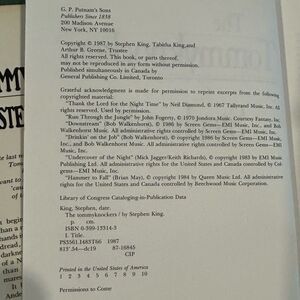 G. P. Putnam's Sons
Publishers Since 1838
200 Madison Avenue
New York, NY 10016
Copyright © 1987 by Stephen King, Tabitha King, and
Arthur B. Greene, Trustee
All rights reserved. This book, or parts thereof,
may not be reproduced in any form without permission.
Published simultaneously in Canada by
General Publishing Co. Limited, Toronto
Grateful acknowledgment is made for permission to reprint excerpts from the following
copyrighted material:
"Thank the Lord for the Night Time" by Neil Diamond, © 1967 Tallyrand Music, Inc.
All rights reserved. Used by permission.
"Run Through the Jungle" by John Fogerty, © 1970 Jondora Music. Courtesy Fantasy, Inc.
"Downstream" (Bob Walkenhorst), © 1986 by Screen Gems—EMI Music, Inc., and Bob
Walkenhorst Music. All administrative rights controlled by Screen Gems—EMI Music, Inc.
"Drinkin' on the Job" (Bob Walkenhorst), © 1986 by Screen Gems—EMI Music, Inc.,
and Bob Walkenhorst Music. All administrative rights controlled by Screen Gems—
EMI Music, Inc.
"Undercover of the Night" (Mick Jagger/Keith Richards), © 1983 by EMI Music
Publishing Ltd. All administrative rights for the United States and Canada controlled by Col-
gems-EMI Music, Inc.
"Hammer to Fall" (Brian May), © 1984 by Queen Music Ltd. All administrative rights
for the United States and Canada controlled by Beechwood Music Corporation.
Library of Congress Cataloging-in-Publication Data
King, Stephen, date.
The tommyknockers / by Stephen King.
p. cm.
ISBN 0-399-13314-3
I. Title.
PS3561.I483T66 1987
813'.54—dc19 87-16845
CIP
Printed in the United States of America
1 2 3 4 5 6 7 8 9 10
Permissions to Come